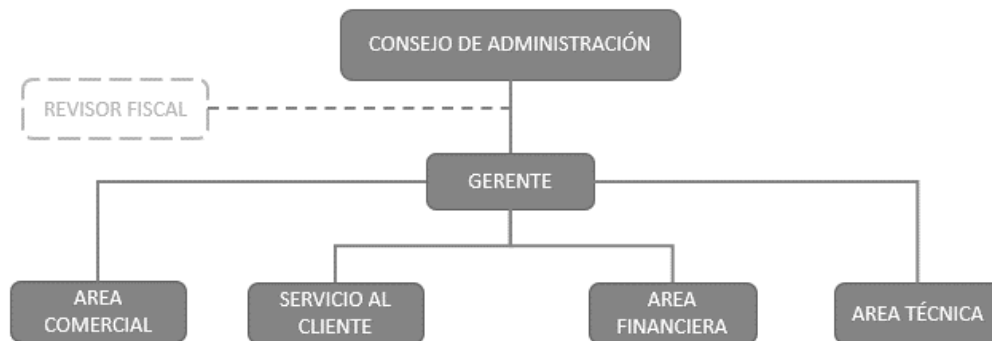 CONSEJO DE ADMINISTRACIÓN
REVISOR FISCAL
GERENTE
AREA
COMERCIAL
SERVICIO AL
CLIENTE
AREA
FINANCIERA
AREA TÉCNICA